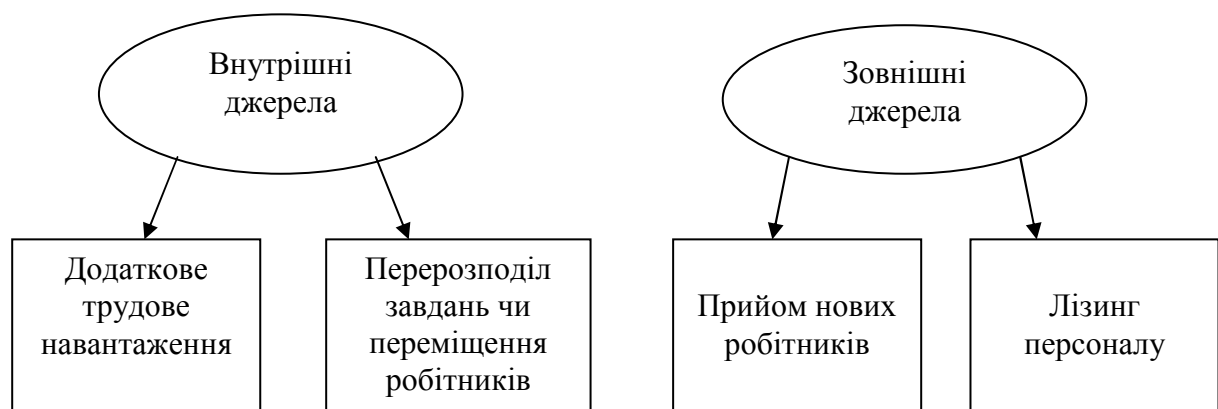 Внутрішні
джерела
Зовнішні
джерела
Додаткове
трудове
навантаження
Перерозподіл
завдань чи
переміщення
робітників
Прийом нових
робітників
Лізинг
персоналу